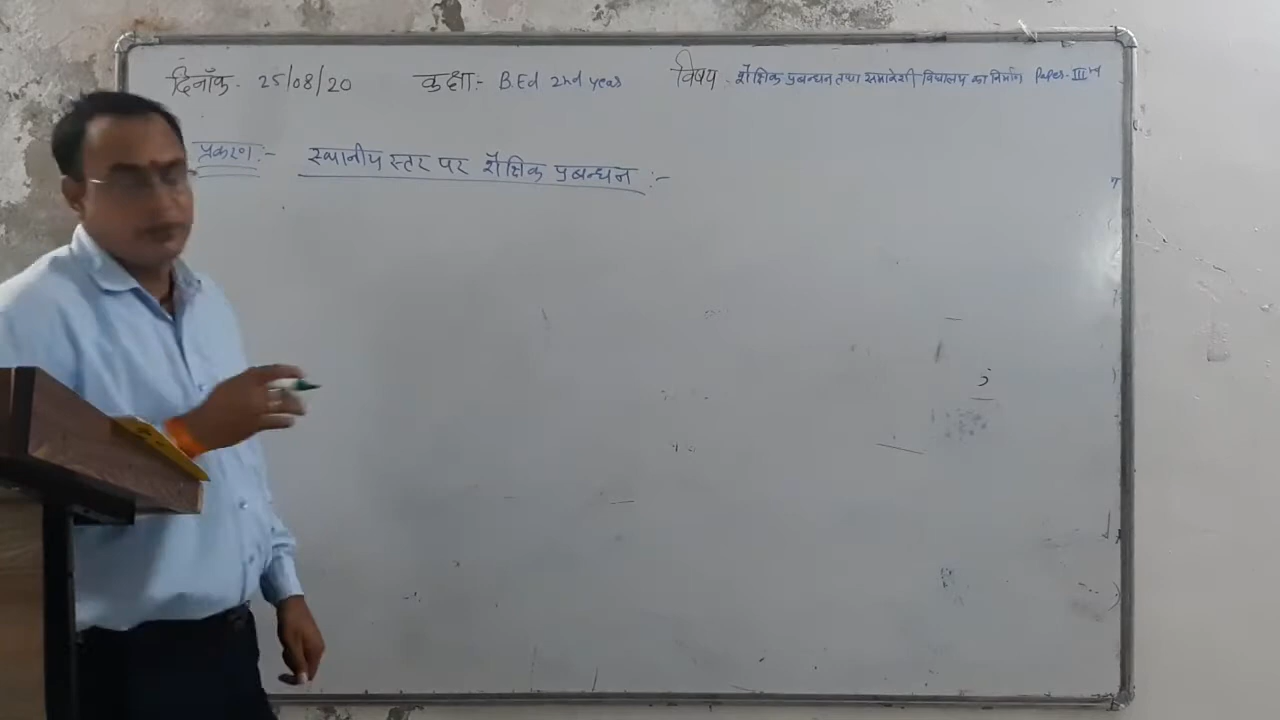 दिनाँक - 25/08/20 कक्षा :- B.Ed 2nd year विषय - शैक्षिक प्रबन्धन तथा समावेशी विद्यालय का निर्माण Paper - III
प्रकरण :- स्थानीय स्तर पर शैक्षिक प्रबन्धन :-